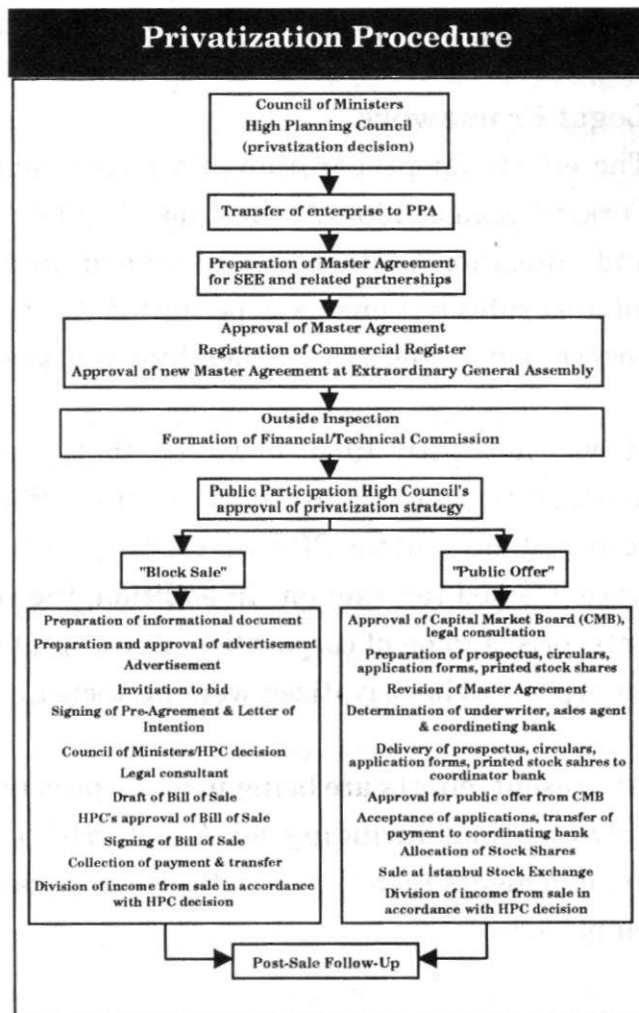 Privatization Procedure
Council of Ministers
High Planning Council
(privatization decision)
Transfer of enterprise to PPA
Preparation of Master Agreement
for SEE and related partnerships
Approval of Master Agreement
Registration of Commercial Register
Approval of new Master Agreement at Extraordinary General Assembly
Outside Inspection
Formation of Financial/Technical Commission
Public Participation High Council's
approval of privatization strategy
"Block Sale"
Preparation of informational document
Preparation and approval of advertisement
Advertisement
Invitiation to bid
Signing of Pre-Agreement & Letter of
Intention
Council of Ministers/HPC decision
Legal consultant
Draft of Bill of Sale
HPC's approval of Bill of Sale
Signing of Bill of Sale
Collection of payment & transfer
Division of income from sale in accordance
with HPC decision
"Public Offer"
Approval of Capital Market Board (CMB),
legal consultation
Preparation of prospectus, circulars,
application forms, printed stock shares
Revision of Master Agreement
Determination of underwriter, asles agent
& coordineting bank
Delivery of prospectus, circulars,
application forms, printed stock sahres to
coordinator bank
Approval for public offer from CMB
Acceptance of applications, transfer of
payment to coordinating bank
Allocation of Stock Shares
Sale at İstanbul Stock Exchange
Division of income from sale in
accordance with HPC decision
Post-Sale Follow-Up